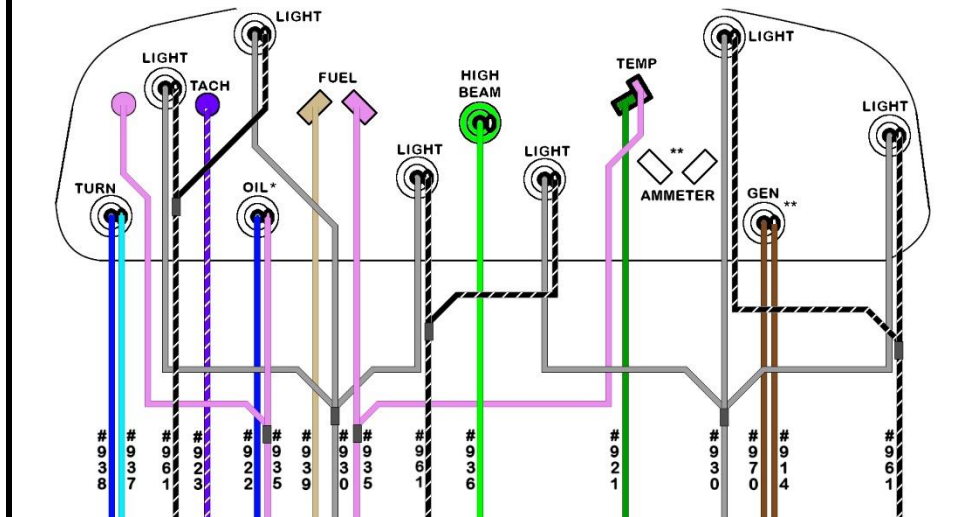 LIGHT
LIGHT
TACH
FUEL
HIGH
BEAM
TEMP
LIGHT
LIGHT
LIGHT
LIGHT
**
AMMETER
TURN
OIL*
GEN
**
#938
#937
#961
#923
#922
#935
#939
#930
#935
#961
#936
#921
#930
#970
#914
#961